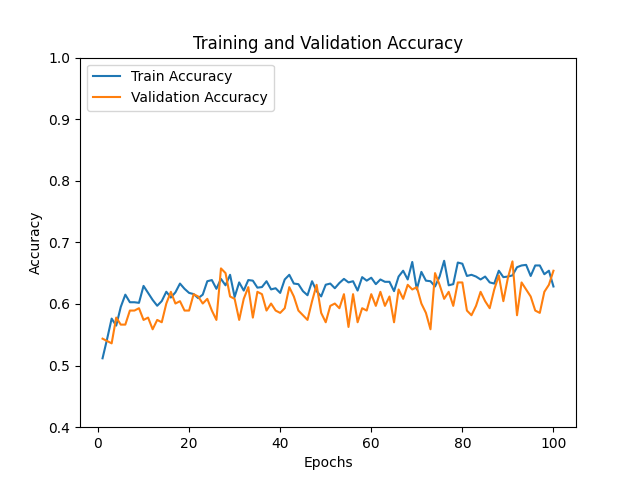 Training and Validation Accuracy
1.0
0.9
0.8
0.7
0.6
0.5
0.4
Accuracy
Train Accuracy
Validation Accuracy
0 20 40 60 80 100
Epochs